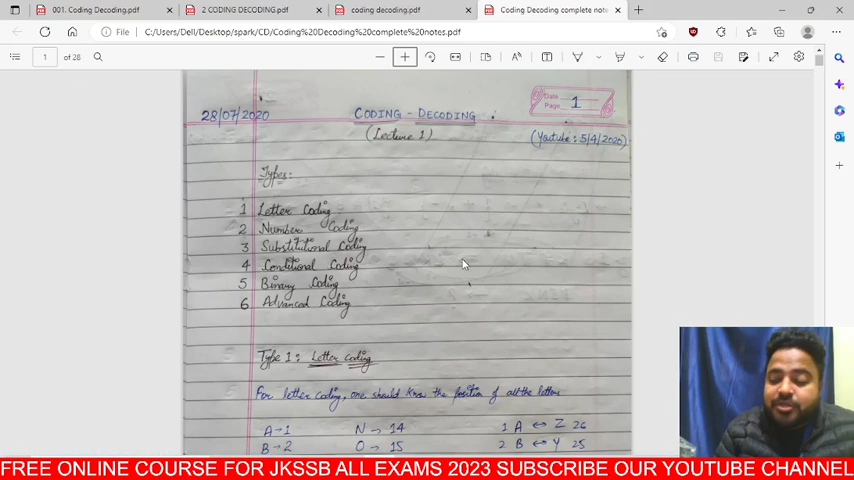 001. Coding Decoding.pdf
2 CODING DECODING.pdf
coding decoding.pdf
Coding Decoding complete note
File
C:/Users/Dell/Desktop/spark/CD/Coding%20Decoding%20complete%20notes.pdf
1 of 28
Date
Page 1
28/07/2020 CODING - DECODING
(Lecture 1) (Youtube: 5/4/2020)
Types:
1 Letter Coding
2 Number Coding
3 Substitutional Coding
4 Conditional Coding
5 Binary Coding
6 Advanced Coding
Type 1: Letter coding
For letter coding, one should know the position of all the letters
A→1 N→14 1 A ↔ Z 26
B→2 O→15 2 B ↔ Y 25
FREE ONLINE COURSE FOR JKSSB ALL EXAMS 2023 SUBSCRIBE OUR YOUTUBE CHANNEL